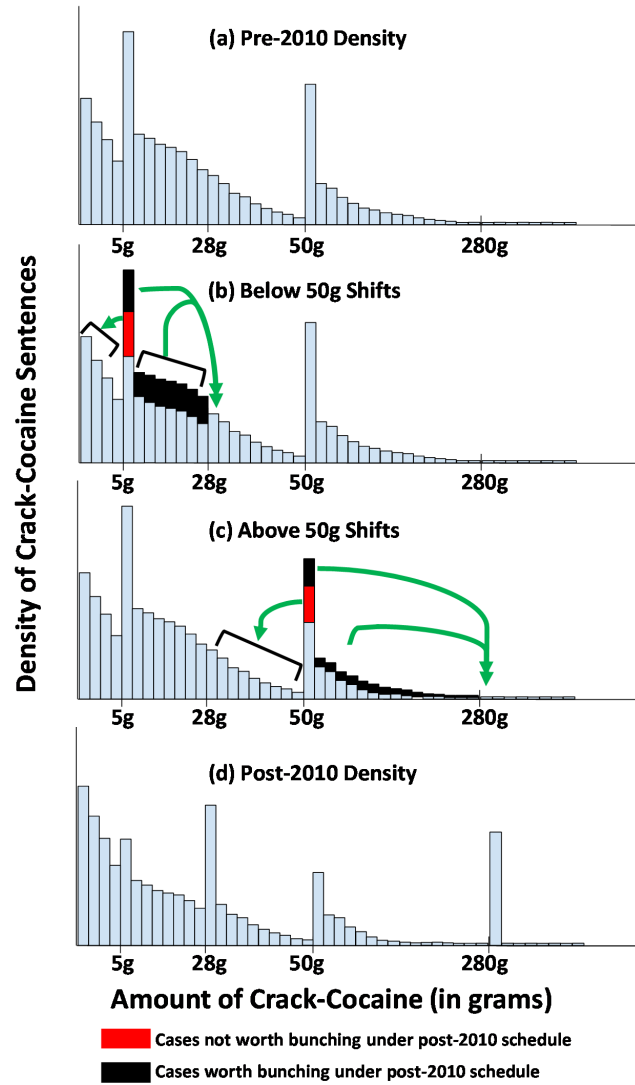 (a) Pre-2010 Density
5g 28g 50g 280g
(b) Below 50g Shifts
5g 28g 50g 280g
(c) Above 50g Shifts
5g 28g 50g 280g
(d) Post-2010 Density
5g 28g 50g 280g
Density of Crack-Cocaine Sentences
Amount of Crack-Cocaine (in grams)
Cases not worth bunching under post-2010 schedule
Cases worth bunching under post-2010 schedule